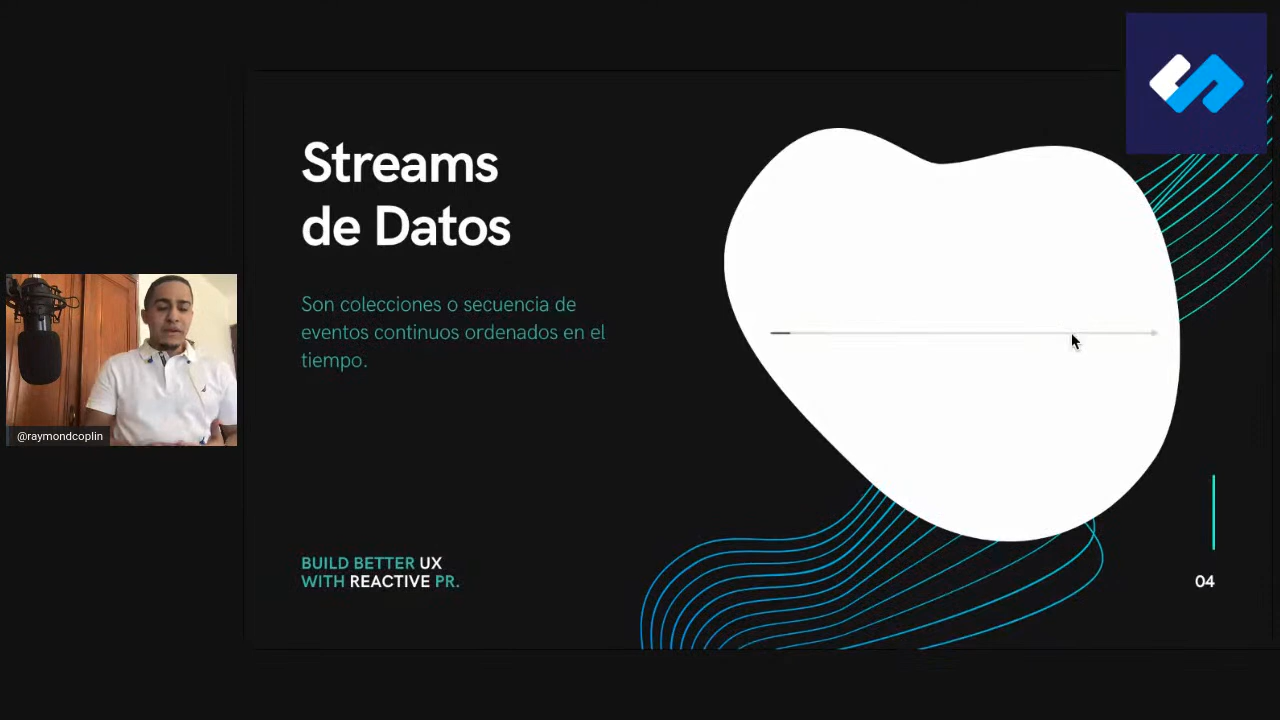 Streams
de Datos
Son colecciones o secuencia de
eventos continuos ordenados en el
tiempo.
@raymondcoplin
BUILD BETTER UX
WITH REACTIVE PR.
04